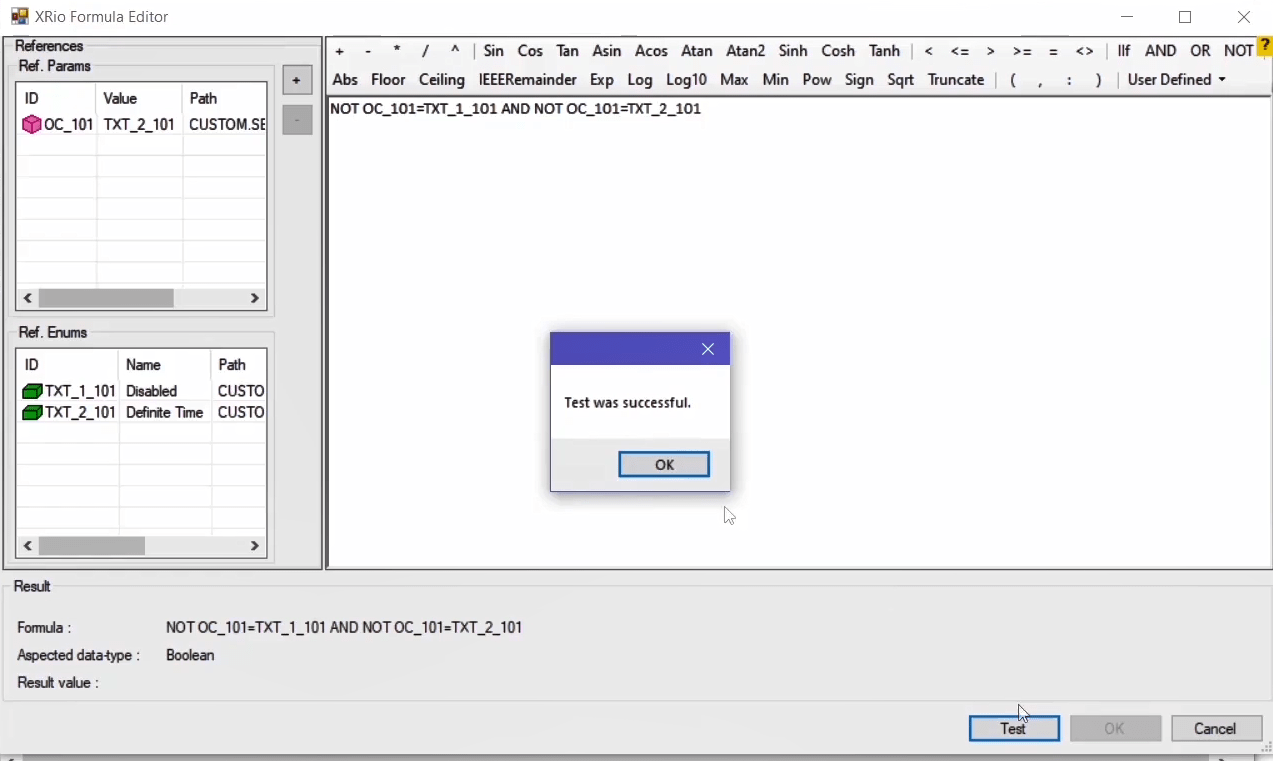 XRio Formula Editor
References
Ref. Params
ID Value Path
OC_101 TXT_2_101 CUSTOM.SE
+
-
Ref. Enums
ID Name Path
TXT_1_101 Disabled CUSTO
TXT_2_101 Definite Time CUSTO
+ - * / ^ Sin Cos Tan Asin Acos Atan Atan2 Sinh Cosh Tanh < <= > >= = <> IIf AND OR NOT ?
Abs Floor Ceiling IEEERemainder Exp Log Log10 Max Min Pow Sign Sqrt Truncate ( , : ) User Defined
NOT OC_101=TXT_1_101 AND NOT OC_101=TXT_2_101
Test was successful.
OK
Result
Formula : NOT OC_101=TXT_1_101 AND NOT OC_101=TXT_2_101
Aspected data-type : Boolean
Result value :
Test OK Cancel